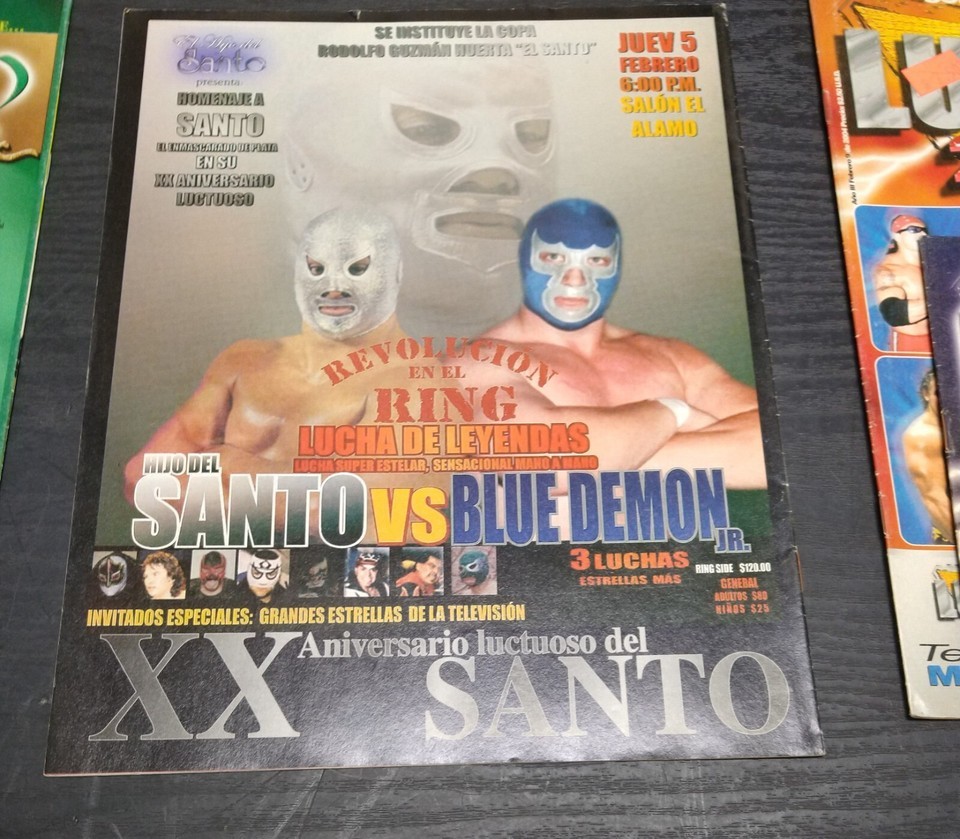 SE INSTITUYE LA COPA
RODOLFO GUZMÁN HUERTA "EL SANTO"
El Hijo del
Santo
presenta:
HOMENAJE A
SANTO
EL ENMASCARADO DE PLATA
EN SU
XX ANIVERSARIO
LUCTUOSO
JUEV 5
FEBRERO
6:00 P.M.
SALÓN EL
ALAMO
REVOLUCION
EN EL
RING
LUCHA DE LEYENDAS
LUCHA SUPER ESTELAR, SENSACIONAL MANO A MANO
HIJO DEL
SANTO VS BLUE DEMON JR.
3 LUCHAS
ESTRELLAS MÁS
RING SIDE $120.00
GENERAL
ADULTOS $80
NIÑOS $25
INVITADOS ESPECIALES: GRANDES ESTRELLAS DE LA TELEVISIÓN
XX Aniversario luctuoso del
SANTO
LU
Te
M